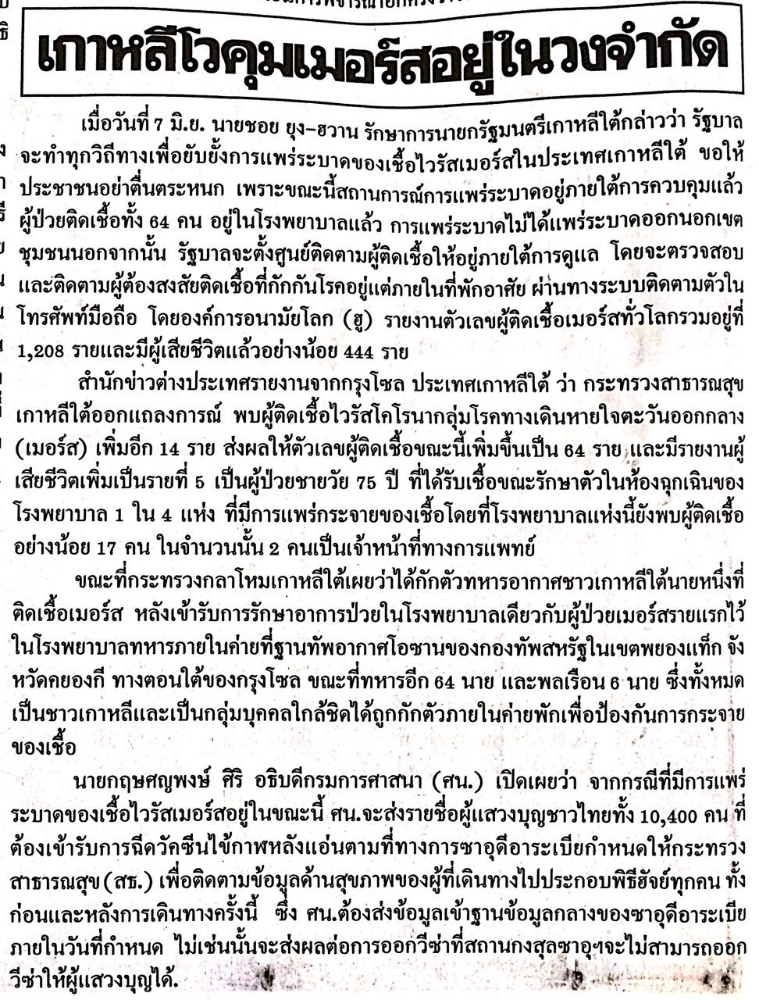 เกาหลีโวคุมเมอร์สอยู่ในวงจำกัด
เมื่อวันที่ 7 มิ.ย. นายชอย ยุง-ฮวาน รักษาการนายกรัฐมนตรีเกาหลีใต้กล่าวว่า รัฐบาล
จะทำทุกวิถีทางเพื่อยับยั้งการแพร่ระบาดของเชื้อไวรัสเมอร์สในประเทศเกาหลีใต้ ขอให้
ประชาชนอย่าตื่นตระหนก เพราะขณะนี้สถานการณ์การแพร่ระบาดอยู่ภายใต้การควบคุมแล้ว
ผู้ป่วยติดเชื้อทั้ง 64 คน อยู่ในโรงพยาบาลแล้ว การแพร่ระบาดไม่ได้แพร่ระบาดออกนอกเขต
ชุมชนนอกจากนั้น รัฐบาลจะตั้งศูนย์ติดตามผู้ติดเชื้อให้อยู่ภายใต้การดูแล โดยจะตรวจสอบ
และติดตามผู้ต้องสงสัยติดเชื้อที่กักกันโรคอยู่แต่ภายในที่พักอาศัย ผ่านทางระบบติดตามตัวใน
โทรศัพท์มือถือ โดยองค์การอนามัยโลก (ฮู) รายงานตัวเลขผู้ติดเชื้อเมอร์สทั่วโลกรวมอยู่ที่
1,208 รายและมีผู้เสียชีวิตแล้วอย่างน้อย 444 ราย
สำนักข่าวต่างประเทศรายงานจากกรุงโซล ประเทศเกาหลีใต้ ว่า กระทรวงสาธารณสุข
เกาหลีใต้ออกแถลงการณ์ พบผู้ติดเชื้อไวรัสโคโรนากลุ่มโรคทางเดินหายใจตะวันออกกลาง
(เมอร์ส) เพิ่มอีก 14 ราย ส่งผลให้ตัวเลขผู้ติดเชื้อขณะนี้เพิ่มขึ้นเป็น 64 ราย และมีรายงานผู้
เสียชีวิตเพิ่มเป็นรายที่ 5 เป็นผู้ป่วยชายวัย 75 ปี ที่ได้รับเชื้อขณะรักษาตัวในห้องฉุกเฉินของ
โรงพยาบาล 1 ใน 4 แห่ง ที่มีการแพร่กระจายของเชื้อโดยที่โรงพยาบาลแห่งนี้ยังพบผู้ติดเชื้อ
อย่างน้อย 17 คน ในจำนวนนั้น 2 คนเป็นเจ้าหน้าที่ทางการแพทย์
ขณะที่กระทรวงกลาโหมเกาหลีใต้เผยว่าได้กักตัวทหารอากาศชาวเกาหลีใต้นายหนึ่งที่
ติดเชื้อเมอร์ส หลังเข้ารับการรักษาอาการป่วยในโรงพยาบาลเดียวกับผู้ป่วยเมอร์สรายแรกไว้
ในโรงพยาบาลทหารภายในค่ายที่ฐานทัพอากาศโอซานของกองทัพสหรัฐในเขตพยองแท็ก จัง
หวัดคยองกี ทางตอนใต้ของกรุงโซล ขณะที่ทหารอีก 64 นาย และพลเรือน 6 นาย ซึ่งทั้งหมด
เป็นชาวเกาหลีและเป็นกลุ่มบุคคลใกล้ชิดได้ถูกกักตัวภายในค่ายพักเพื่อป้องกันการกระจาย
ของเชื้อ
นายกฤษศญพงษ์ ศิริ อธิบดีกรมการศาสนา (ศน.) เปิดเผยว่า จากกรณีที่มีการแพร่
ระบาดของเชื้อไวรัสเมอร์สอยู่ในขณะนี้ ศน.จะส่งรายชื่อผู้แสวงบุญชาวไทยทั้ง 10,400 คน ที่
ต้องเข้ารับการฉีดวัคซีนไข้กาฬหลังแอ่นตามที่ทางการซาอุดีอาระเบียกำหนดให้กระทรวง
สาธารณสุข (สธ.) เพื่อติดตามข้อมูลด้านสุขภาพของผู้ที่เดินทางไปประกอบพิธีฮัจย์ทุกคน ทั้ง
ก่อนและหลังการเดินทางครั้งนี้ ซึ่ง ศน.ต้องส่งข้อมูลเข้าฐานข้อมูลกลางของซาอุดีอาระเบีย
ภายในวันที่กำหนด ไม่เช่นนั้นจะส่งผลต่อการออกวีซ่าที่สถานกงสุลซาอุฯจะไม่สามารถออก
วีซ่าให้ผู้แสวงบุญได้.